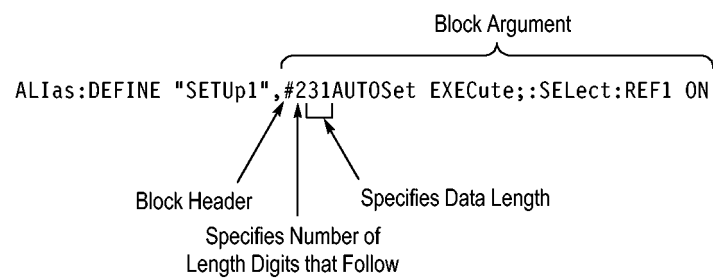 Block Argument
ALIas:DEFINE "SETUp1",#231AUTOSet EXECute;:SELect:REF1 ON
Block Header
Specifies Data Length
Specifies Number of
Length Digits that Follow